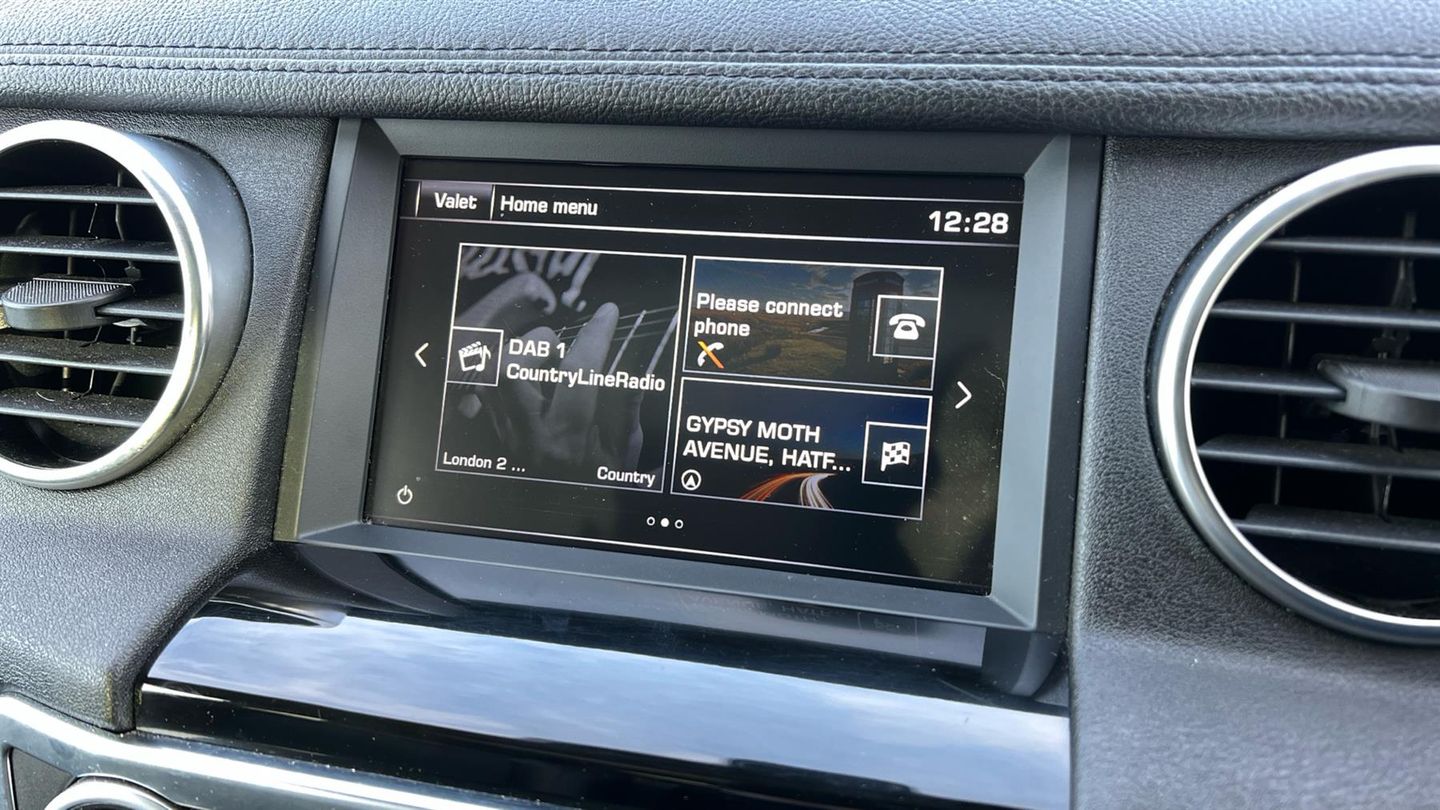 Valet
Home menu
12:28
DAB 1
CountryLineRadio
London 2 ...
Country
Please connect
phone
GYPSY MOTH
AVENUE, HATF...